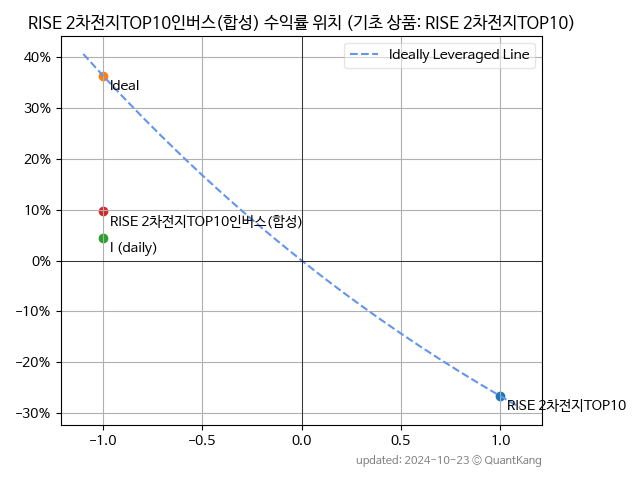 RISE 2차전지TOP10인버스(합성) 수익률 위치 (기초 상품: RISE 2차전지TOP10)
Ideally Leveraged Line
40%
Ideal
30%
20%
10%
RISE 2차전지TOP10인버스(합성)
I (daily)
0%
−10%
−20%
RISE 2차전지TOP10
−30%
−1.0 −0.5 0.0 0.5 1.0
updated: 2024-10-23 © QuantKang